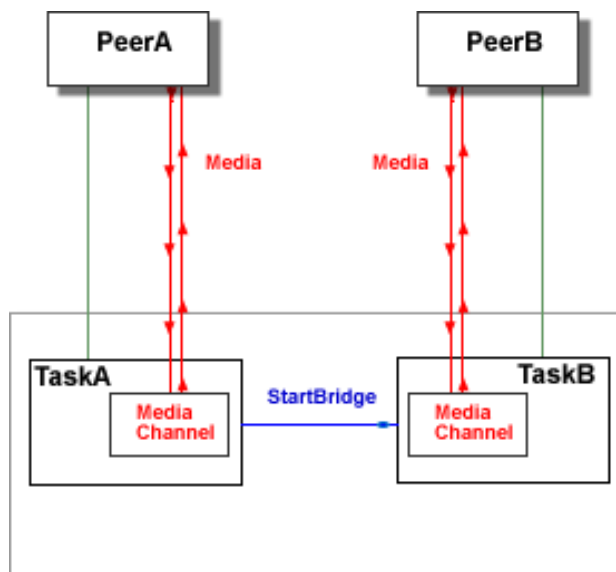 PeerA
PeerB
Media
Media
TaskA
TaskB
StartBridge
Media
Channel
Media
Channel